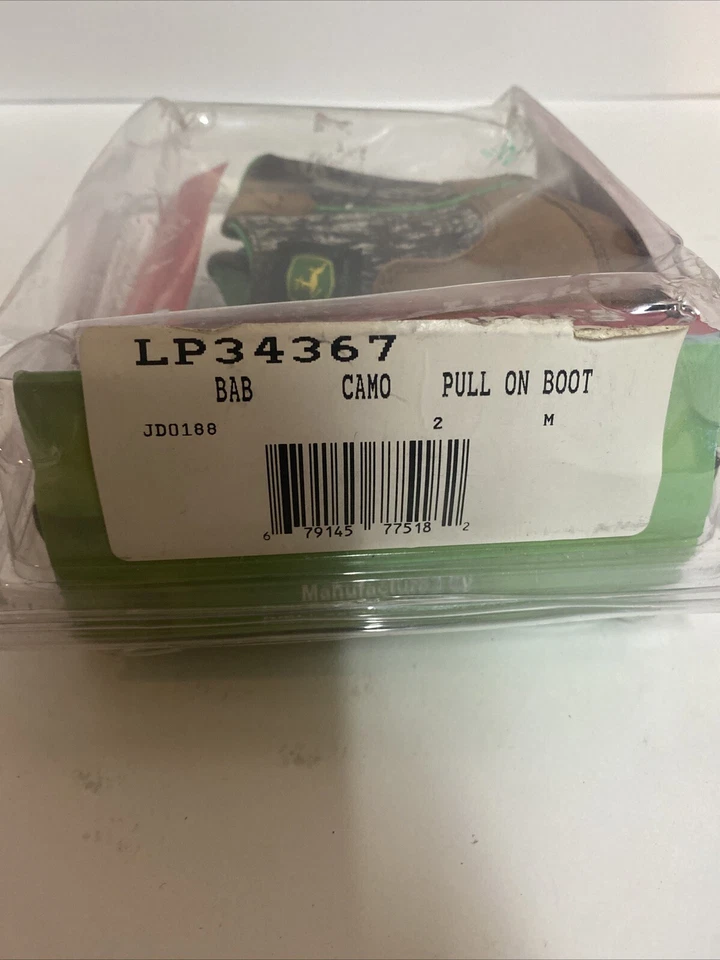 LP34367
BAB CAMO PULL ON BOOT
JD0188 2 M
6 79145 77518 2
Manufactured by